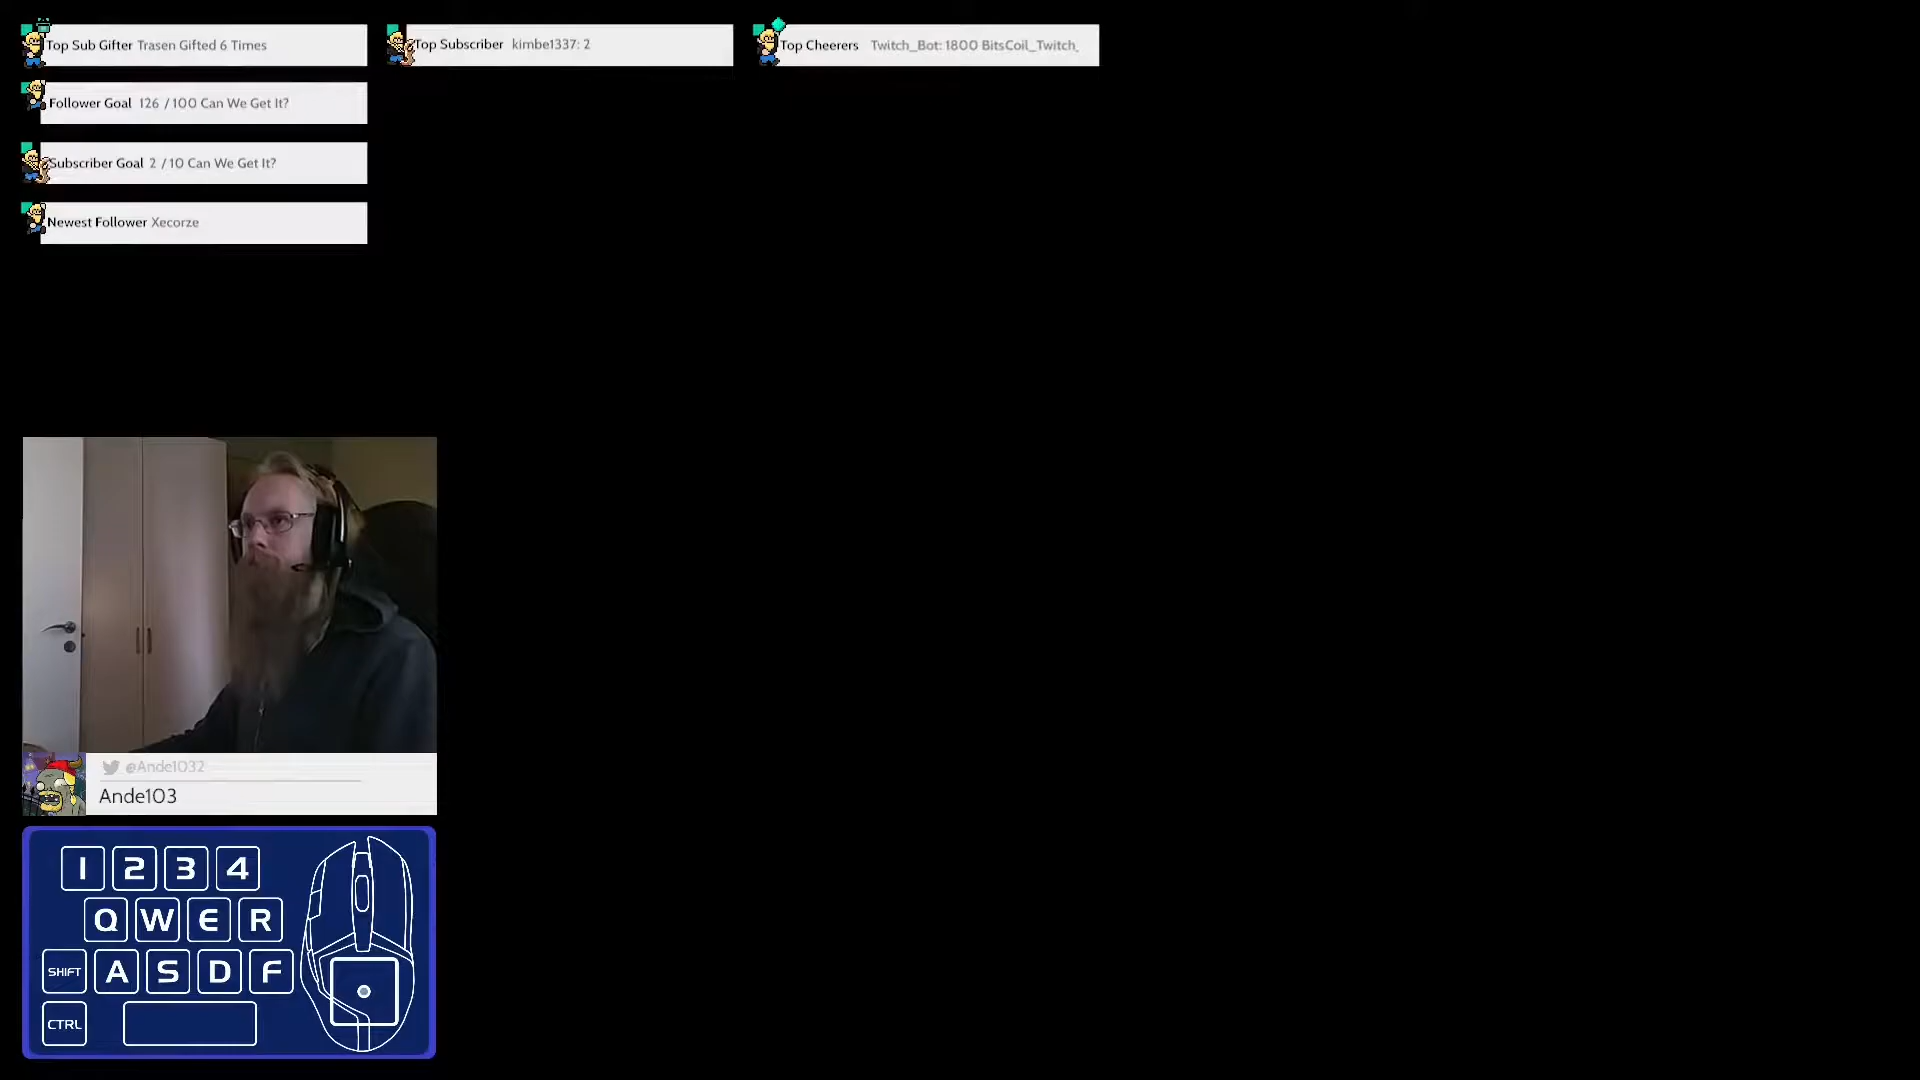 Top Sub Gifter Trasen Gifted 6 Times
Top Subscriber kimbe1337: 2
Top Cheerers Twitch_Bot: 1800 BitsCoil_Twitch_
Follower Goal 126 / 100 Can We Get It?
Subscriber Goal 2 / 10 Can We Get It?
Newest Follower Xecorze
@Ande1032
Ande103
1 2 3 4
Q W E R
SHIFT A S D F
CTRL